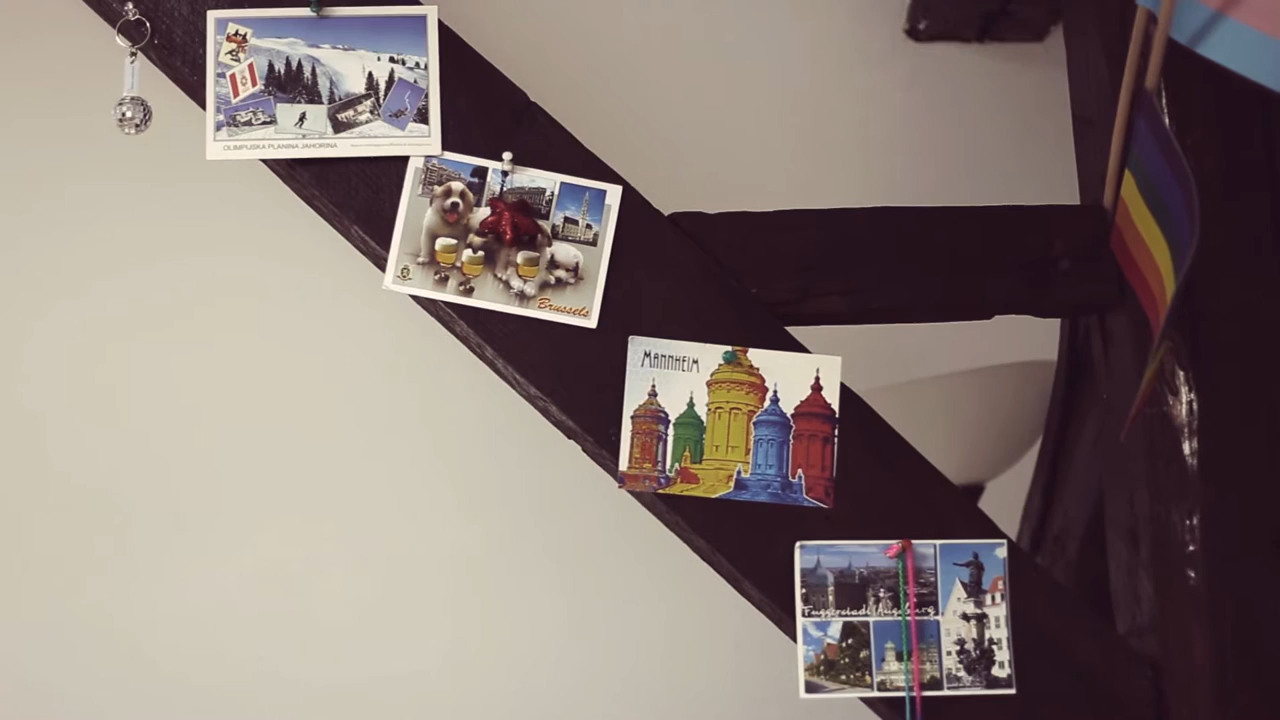 OLIMPIJSKA PLANINA JAHORINA
Brussels
MANNHEIM
Fuggerstadt Augsburg